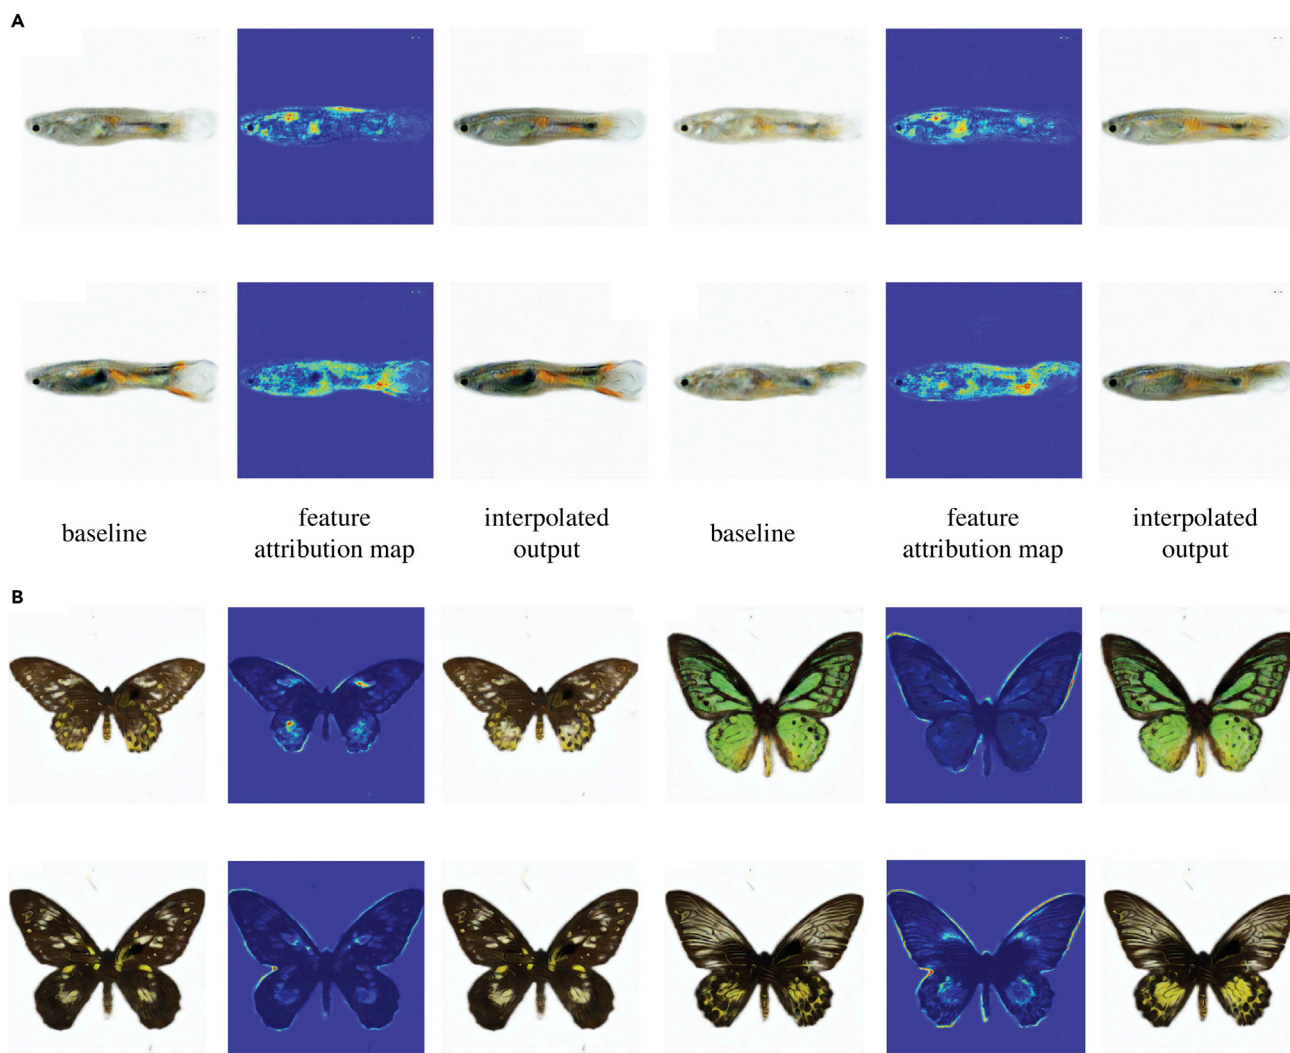 A
baseline
feature
attribution map
interpolated
output
baseline
feature
attribution map
interpolated
output
B